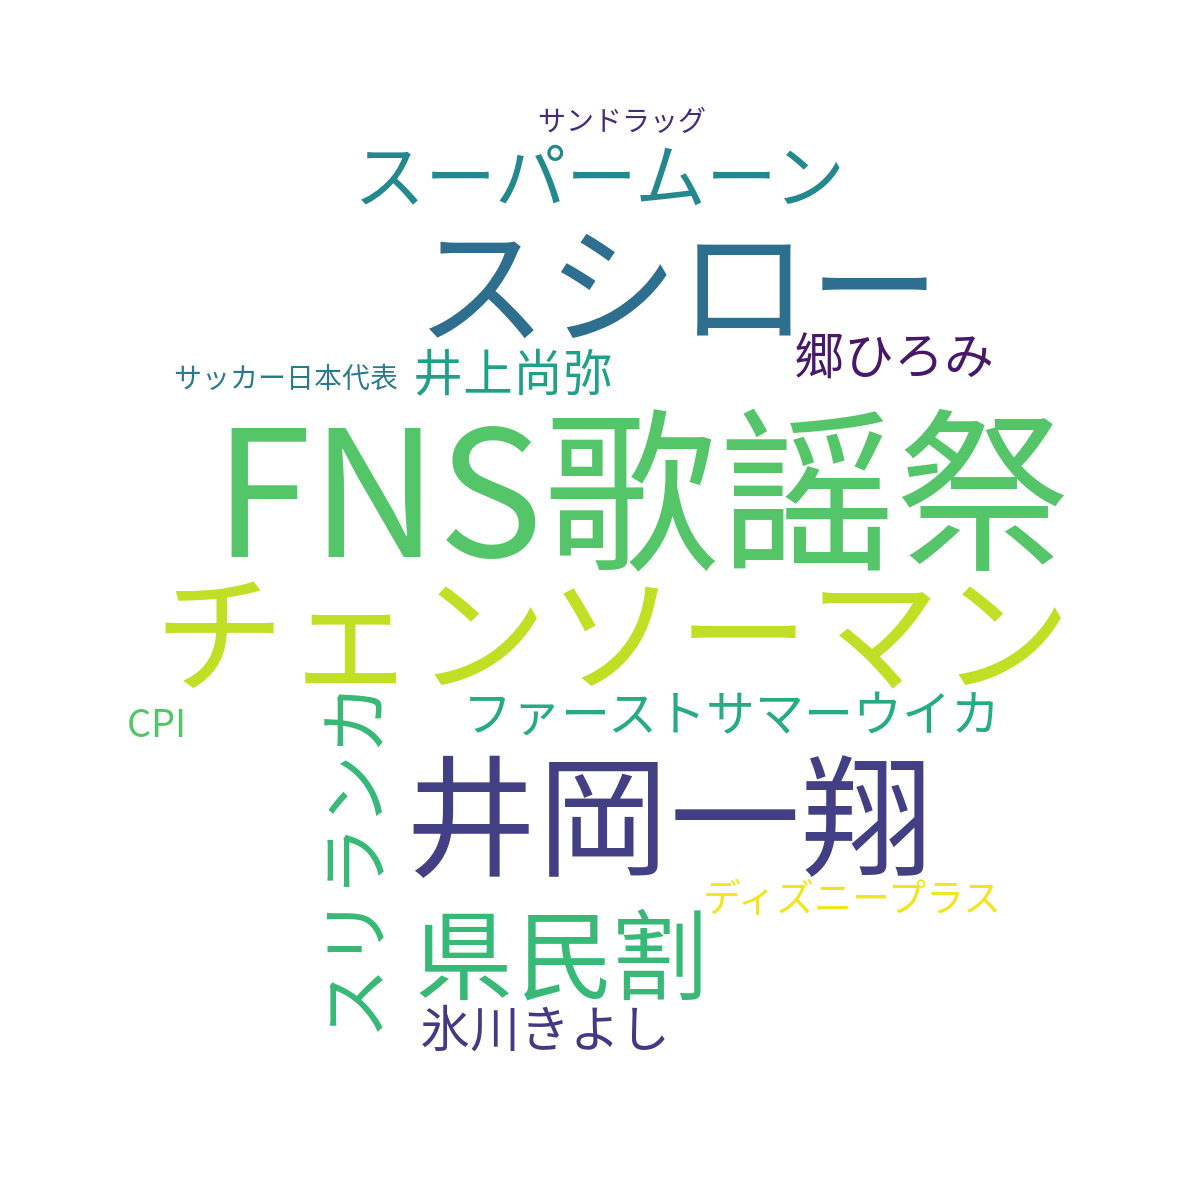 サンドラッグ
スーパームーン
スシロー
郷ひろみ
サッカー日本代表
井上尚弥
FNS歌謡祭
チェンソーマン
CPI
スリランカ
ファーストサマーウイカ
井岡一翔
ディズニープラス
県民割
氷川きよし